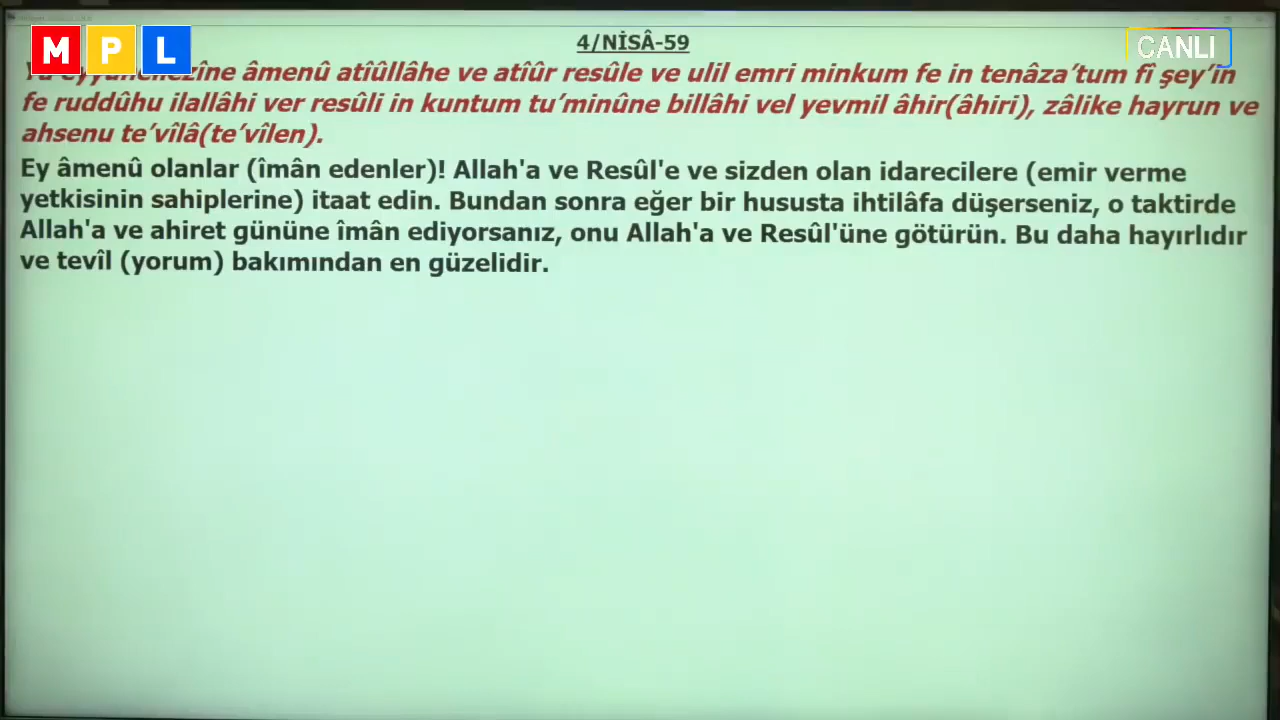 M P L
CANLI
4/NİSÂ-59
âmenû atîûllâhe ve atîûr resûle ve ulil emri minkum fe in tenâza’tum fî şey’in
fe ruddûhu ilallâhi ver resûli in kuntum tu’minûne billâhi vel yevmil âhir(âhiri), zâlike hayrun ve
ahsenu te’vîlâ(te’vîlen).
Ey âmenû olanlar (îmân edenler)! Allah'a ve Resûl'e ve sizden olan idarecilere (emir verme
yetkisinin sahiplerine) itaat edin. Bundan sonra eğer bir hususta ihtilâfa düşerseniz, o taktirde
Allah'a ve ahiret gününe îmân ediyorsanız, onu Allah'a ve Resûl'üne götürün. Bu daha hayırlıdır
ve tevîl (yorum) bakımından en güzelidir.